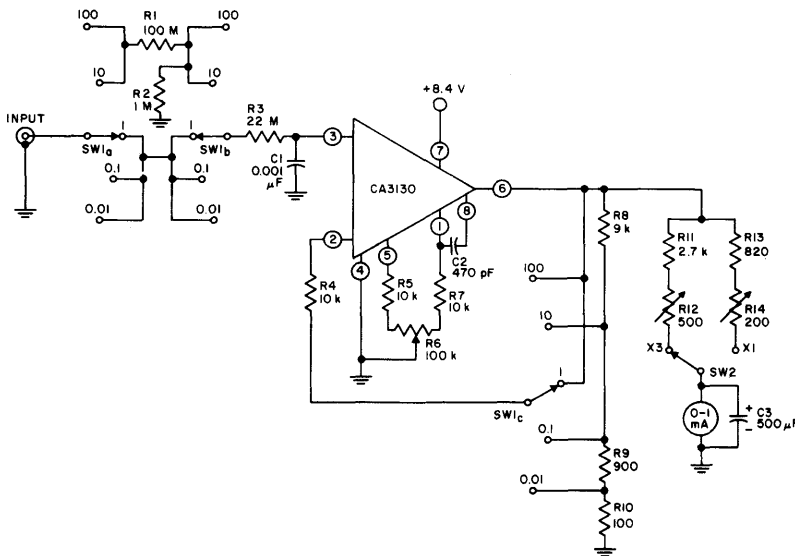 100
R1
100 M
100
10
R2
1 M
10
+8.4 V
INPUT
1
1
R3
22 M
SW1a
SW1b
3
7
C1
0.001
µF
0.1
0.1
0.01
0.01
CA3130
6
8
2
5
1
4
C2
470 pF
R4
10 k
R5
10 k
R7
10 k
R6
100 k
R8
9 k
R11
2.7 k
R13
820
100
R12
500
R14
200
10
X3
X1
SW2
1
SW1c
0-1
mA
+
C3
500 µF
−
0.1
R9
900
0.01
R10
100